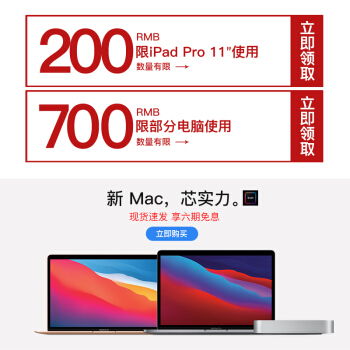 200
RMB
限iPad Pro 11″使用
数量有限 →
立即领取
700
RMB
限部分电脑使用
数量有限 →
立即领取
新 Mac，芯实力。
现货速发 享六期免息
立即购买